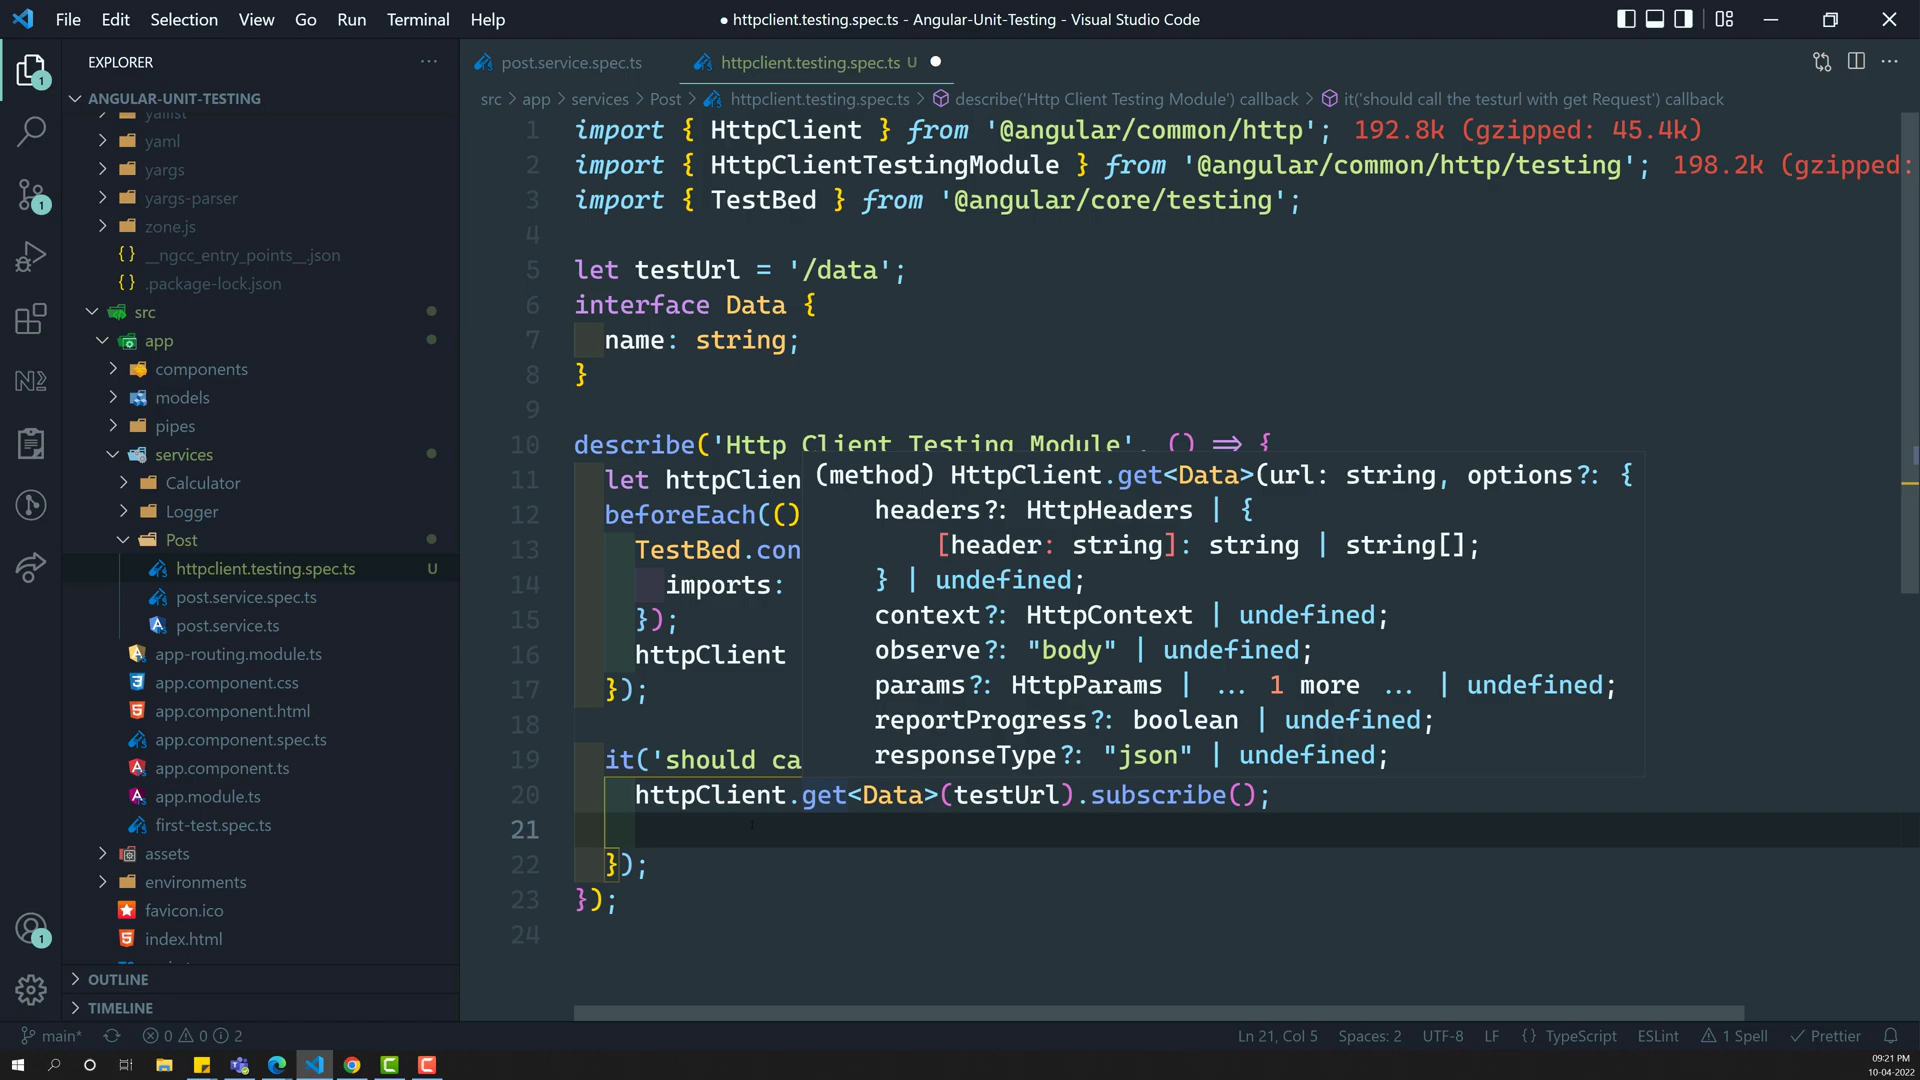 File Edit Selection View Go Run Terminal Help
● httpclient.testing.spec.ts - Angular-Unit-Testing - Visual Studio Code
EXPLORER
ANGULAR-UNIT-TESTING
yallist
yaml
yargs
yargs-parser
zone.js
__ngcc_entry_points__.json
.package-lock.json
src
app
components
models
pipes
services
Calculator
Logger
Post
httpclient.testing.spec.ts U
post.service.spec.ts
post.service.ts
app-routing.module.ts
app.component.css
app.component.html
app.component.spec.ts
app.component.ts
app.module.ts
first-test.spec.ts
assets
environments
favicon.ico
index.html
OUTLINE
TIMELINE
post.service.spec.ts
httpclient.testing.spec.ts U
src > app > services > Post > httpclient.testing.spec.ts > describe('Http Client Testing Module') callback > it('should call the testurl with get Request') callback
1 import { HttpClient } from '@angular/common/http'; 192.8k (gzipped: 45.4k)
2 import { HttpClientTestingModule } from '@angular/common/http/testing'; 198.2k (gzipped:
3 import { TestBed } from '@angular/core/testing';
4
5 let testUrl = '/data';
6 interface Data {
7 name: string;
8 }
9
10 describe('Http Client Testing Module', () => {
11 let httpClien
12 beforeEach(()
13 TestBed.con
14 imports:
15 });
16 httpClient
17 });
18
19 it('should ca
20 httpClient.get<Data>(testUrl).subscribe();
21
22 });
23 });
24
(method) HttpClient.get<Data>(url: string, options?: {
headers?: HttpHeaders | {
[header: string]: string | string[];
} | undefined;
context?: HttpContext | undefined;
observe?: "body" | undefined;
params?: HttpParams | ... 1 more ... | undefined;
reportProgress?: boolean | undefined;
responseType?: "json" | undefined;
main* 0 0 2
Ln 21, Col 5 Spaces: 2 UTF-8 LF {} TypeScript ESLint 1 Spell Prettier
09:21 PM
10-04-2022